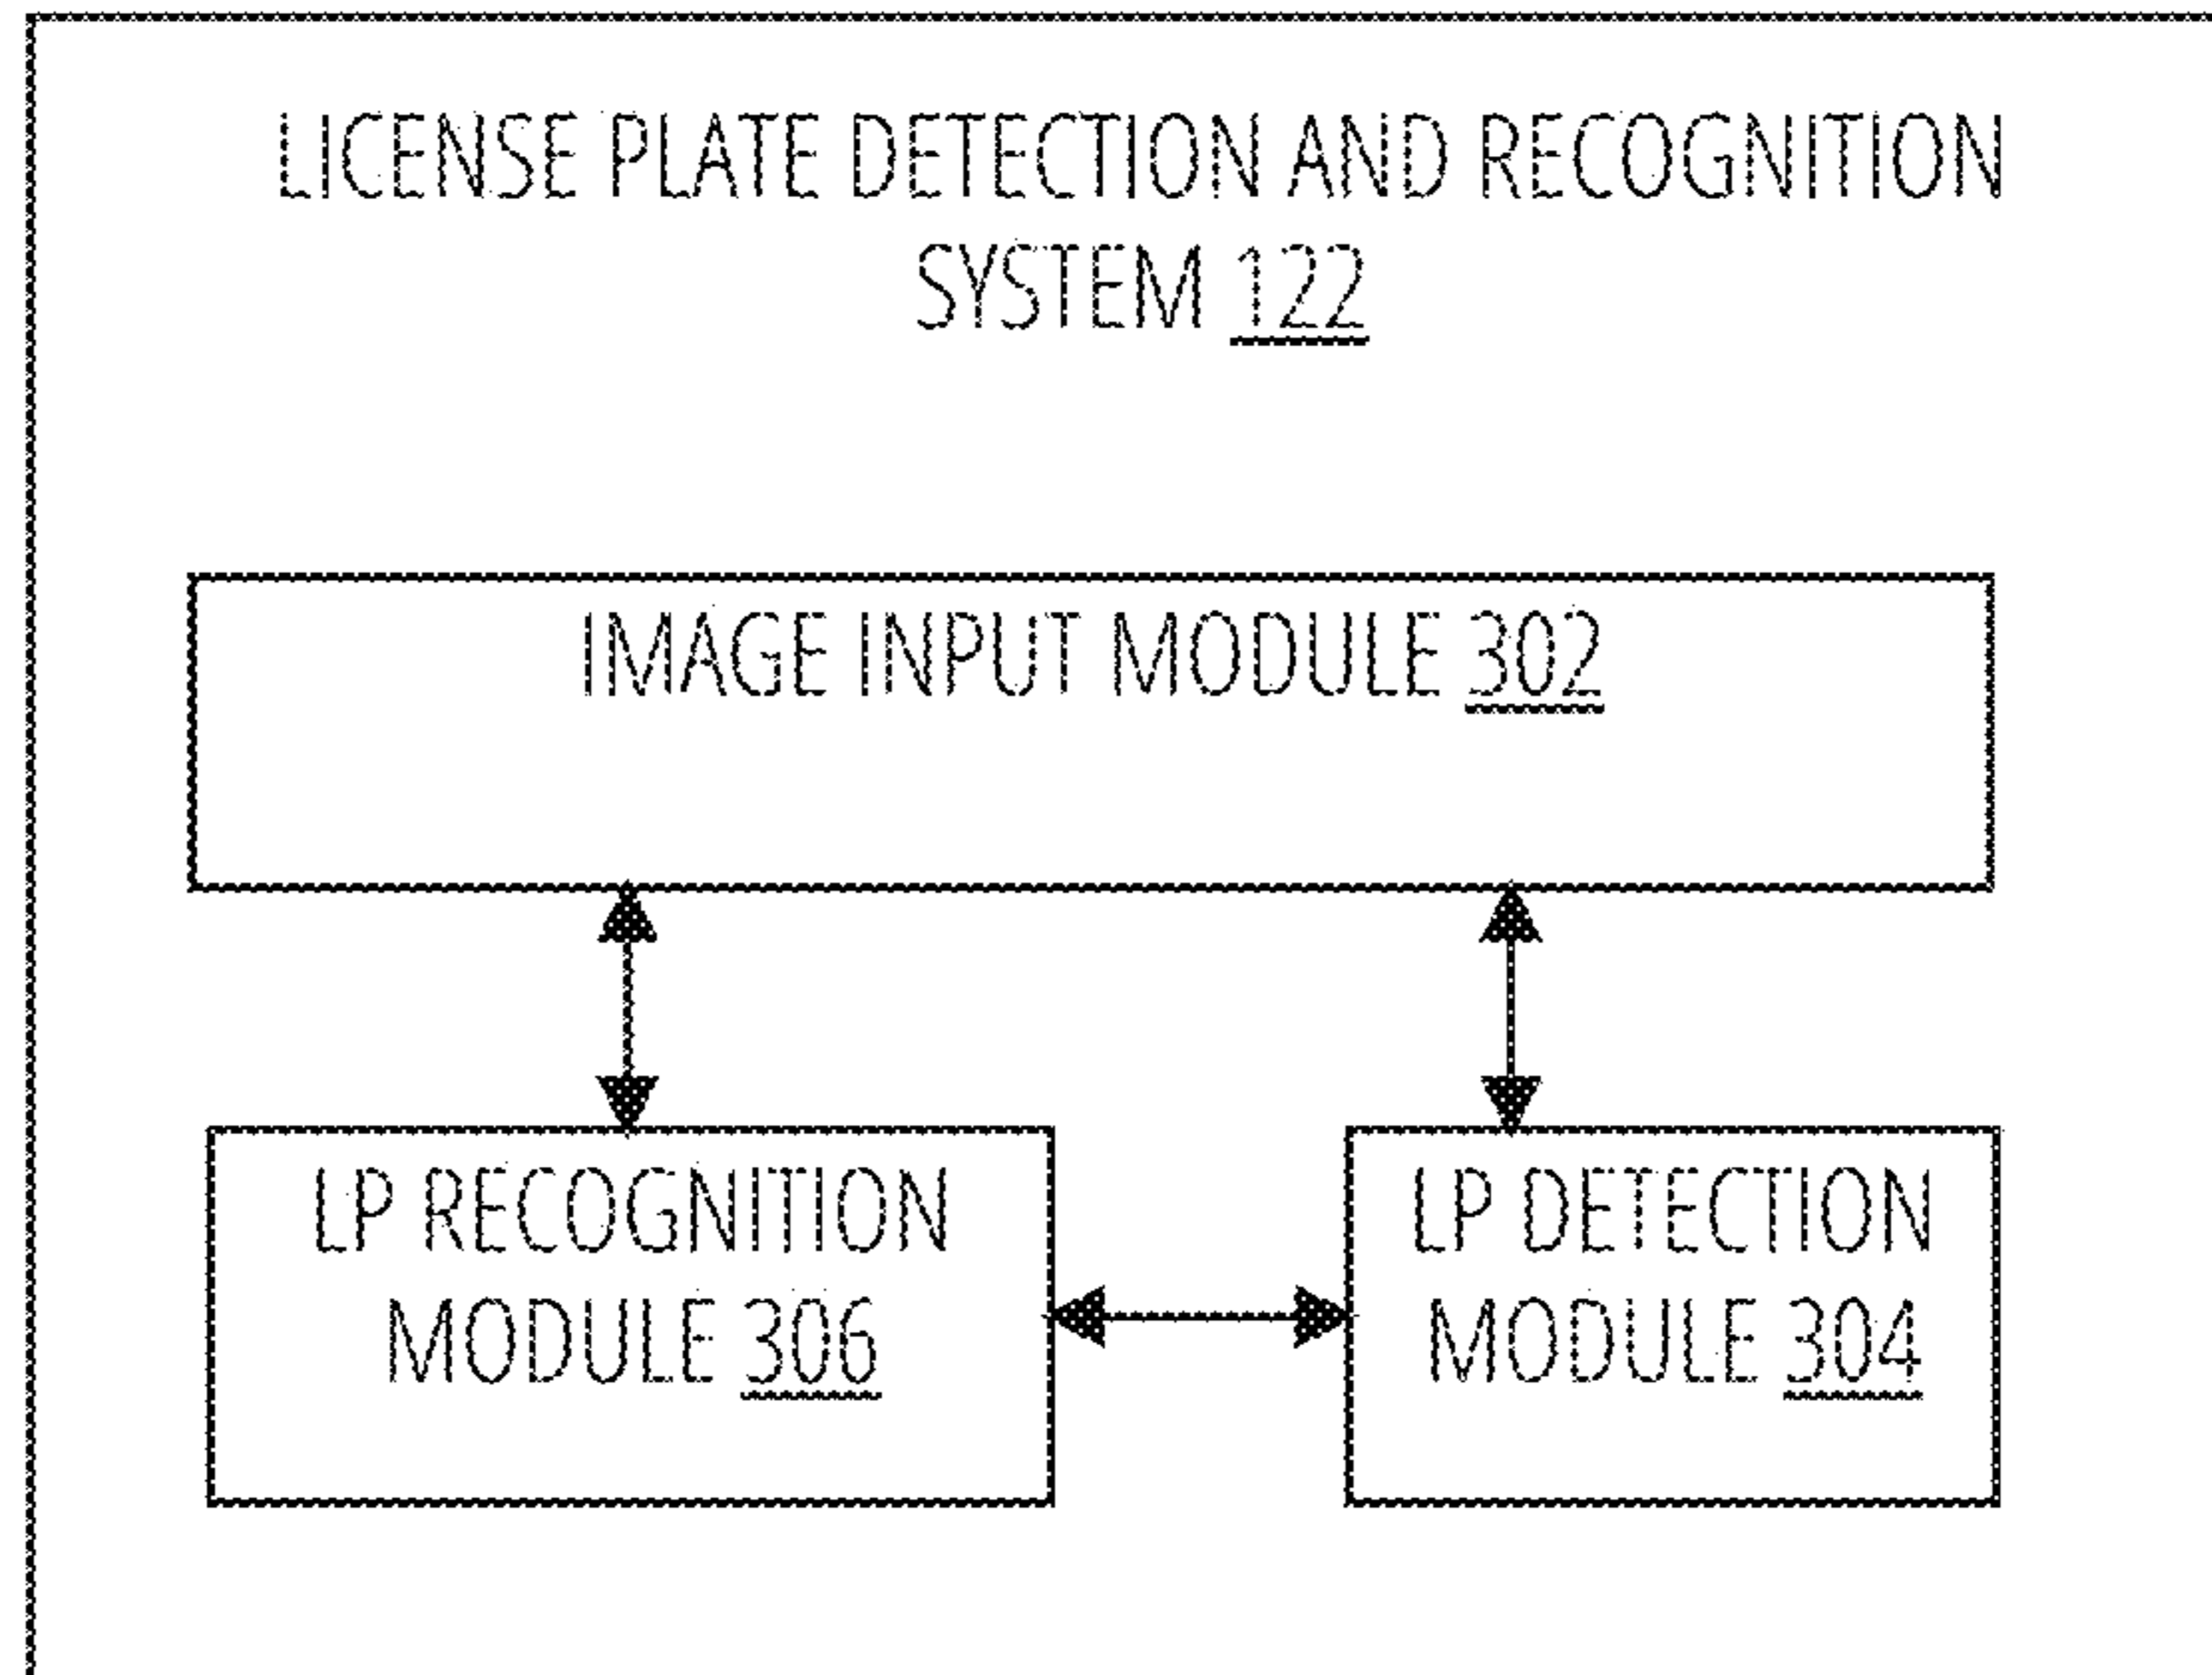 LICENSE PLATE DETECTION AND RECOGNITION
SYSTEM 122
IMAGE INPUT MODULE 302
LP RECOGNITION
MODULE 306
LP DETECTION
MODULE 304